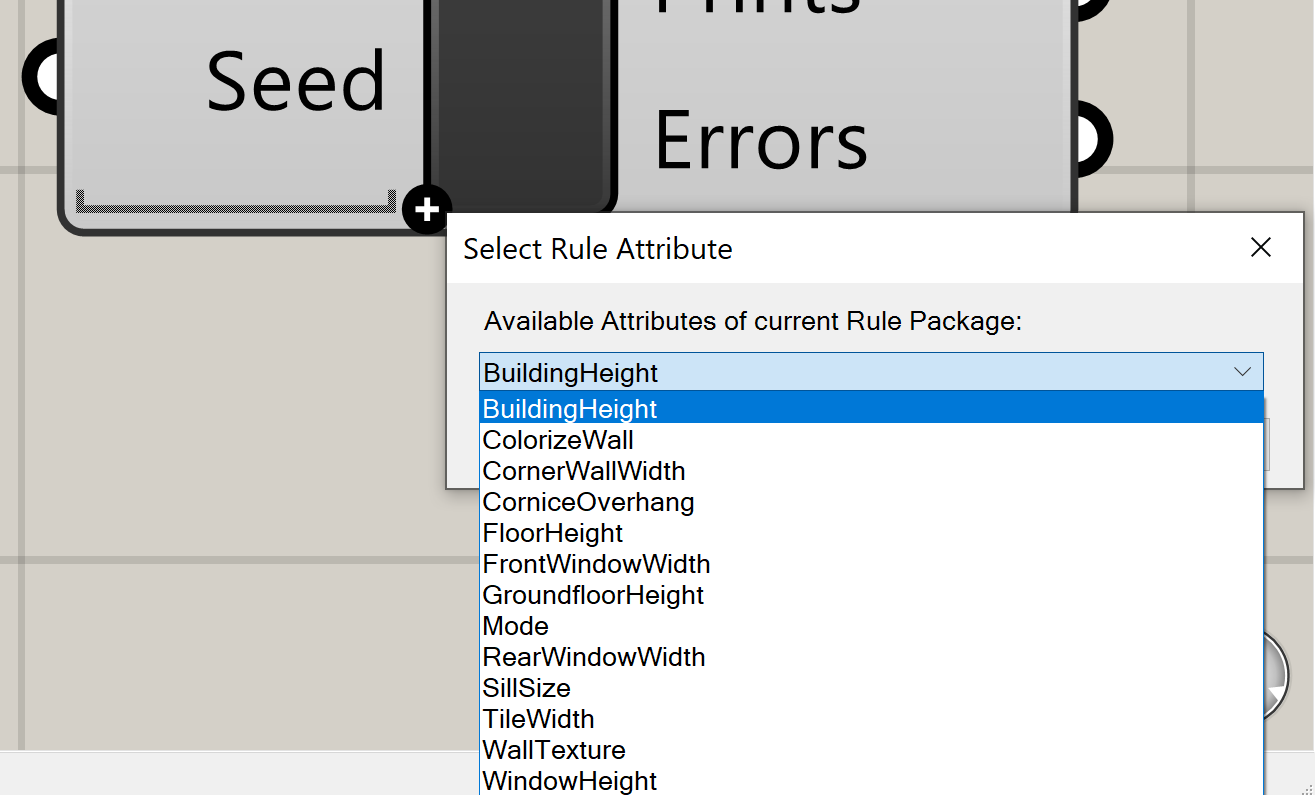 Prints
Seed
Errors
Select Rule Attribute
Available Attributes of current Rule Package:
BuildingHeight
BuildingHeight
ColorizeWall
CornerWallWidth
CorniceOverhang
FloorHeight
FrontWindowWidth
GroundfloorHeight
Mode
RearWindowWidth
SillSize
TileWidth
WallTexture
WindowHeight